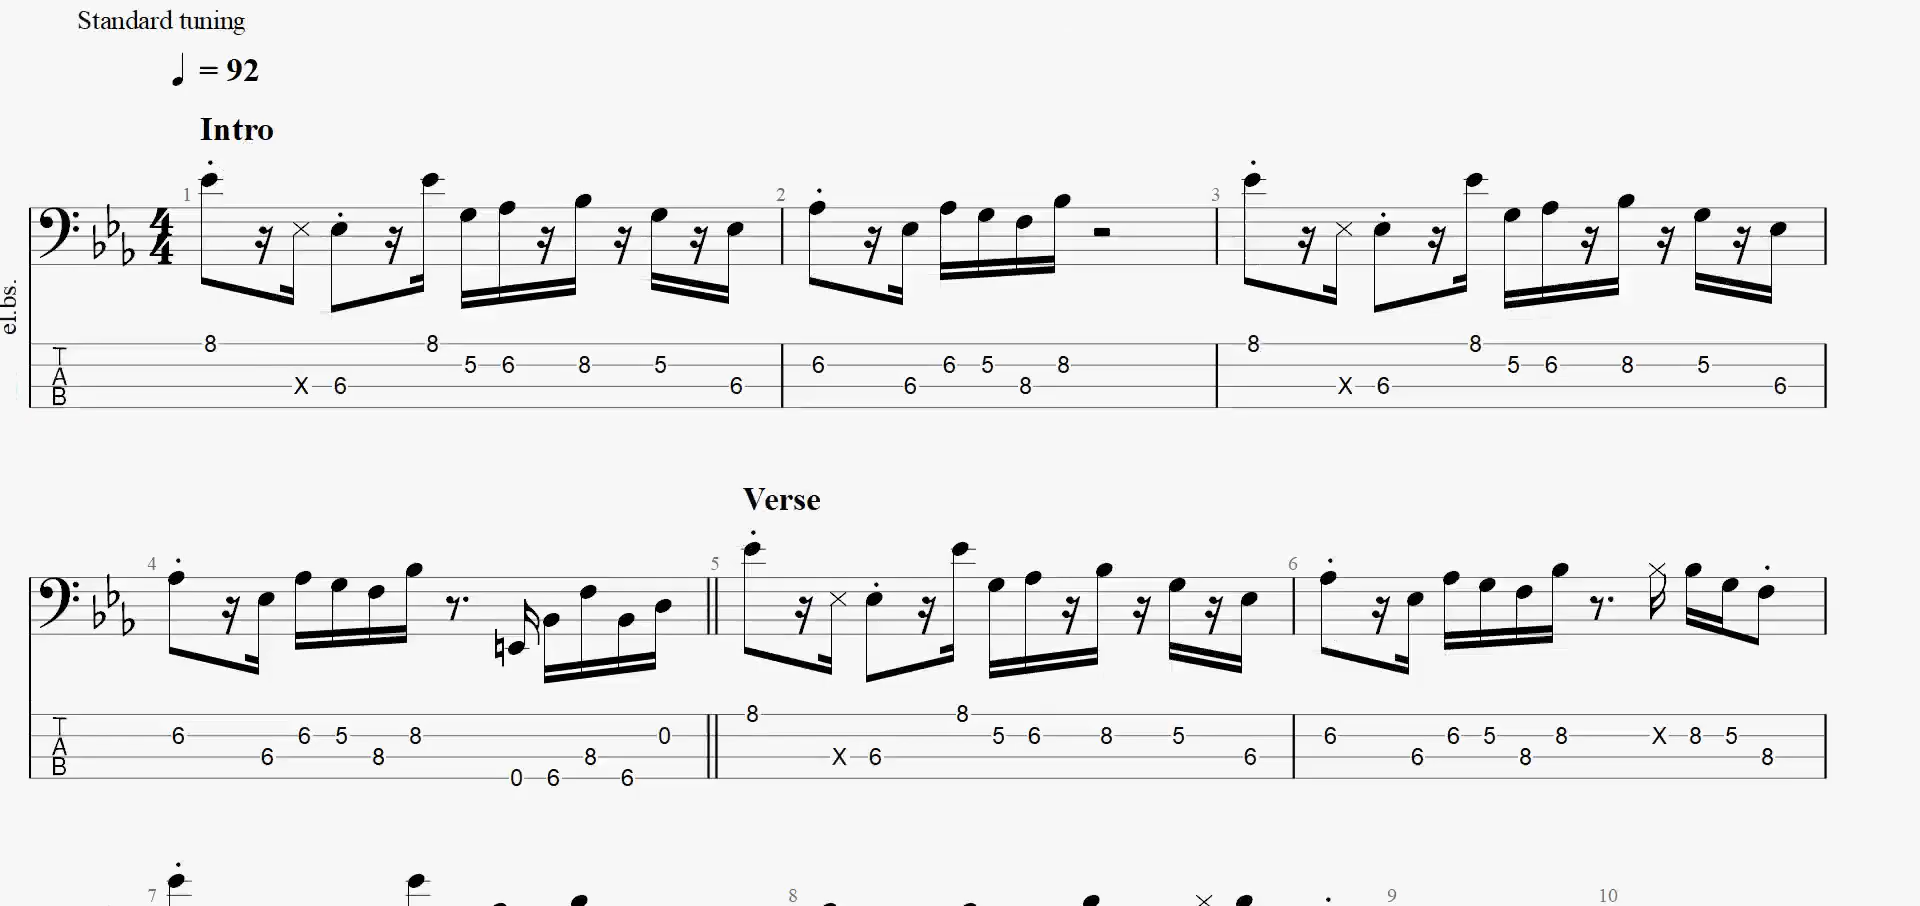 Standard tuning
♩ = 92
Intro
1 2 3
4
4
el.bs.
T
A
B
8 8 8 8
5 6 8 5 6 6 5 8 5 6 8 5
X 6 6 6 8 X 6 6
Verse
4 5 6
T
A
B
8 8
6 6 5 8 0 5 6 8 5 6 6 5 8 X 8 5
6 8 8 X 6 6 6 8 8
0 6 6
7 8 9 10